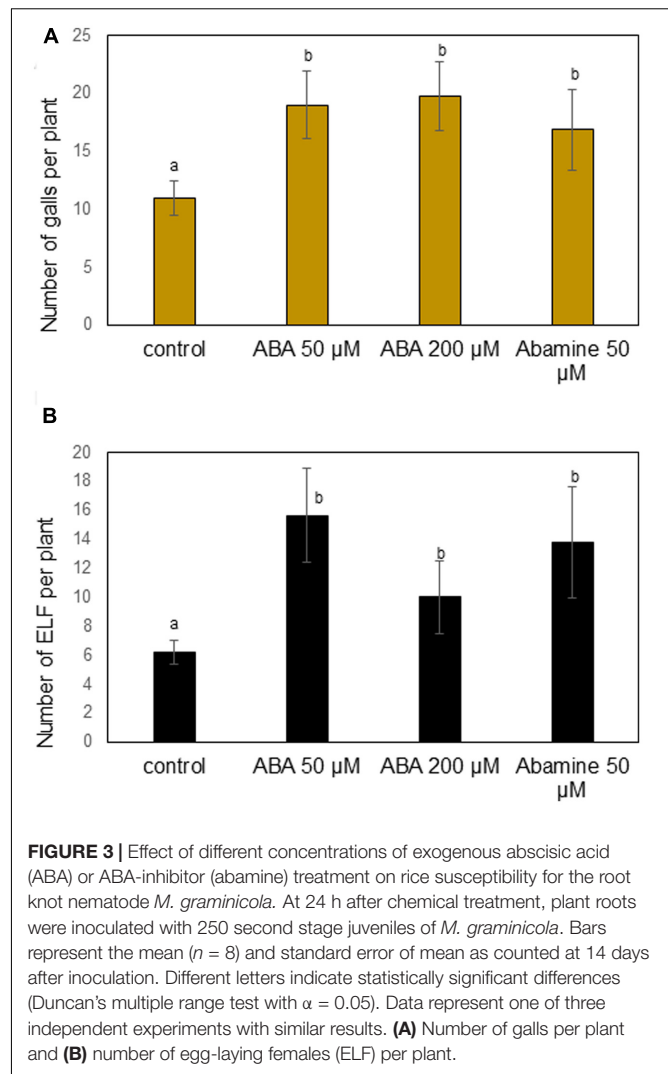 A
Number of galls per plant
25
20
15
10
5
0
a
b
b
b
control ABA 50 µM ABA 200 µM Abamine 50
µM
B
Number of ELF per plant
20
18
16
14
12
10
8
6
4
2
0
a
b
b
b
control ABA 50 µM ABA 200 µM Abamine 50
µM
FIGURE 3 | Effect of different concentrations of exogenous abscisic acid
(ABA) or ABA-inhibitor (abamine) treatment on rice susceptibility for the root
knot nematode M. graminicola. At 24 h after chemical treatment, plant roots
were inoculated with 250 second stage juveniles of M. graminicola. Bars
represent the mean (n = 8) and standard error of mean as counted at 14 days
after inoculation. Different letters indicate statistically significant differences
(Duncan's multiple range test with α = 0.05). Data represent one of three
independent experiments with similar results. (A) Number of galls per plant
and (B) number of egg-laying females (ELF) per plant.